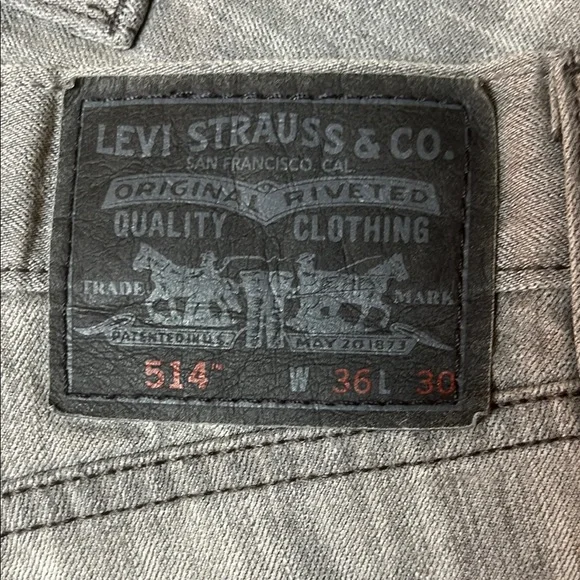 LEVI STRAUSS & CO.
SAN FRANCISCO CAL
ORIGINAL RIVETED
QUALITY CLOTHING
TRADE MARK
PATENTED IN U.S. MAY 20 1873
514™ W 36 L 30